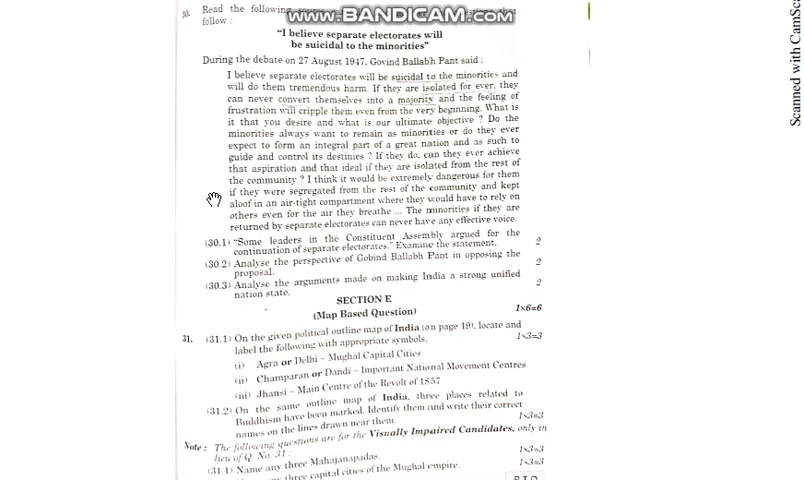 30. Read the following
www.BANDICAM.com
follow :
"I believe separate electorates will
be suicidal to the minorities"
During the debate on 27 August 1947, Govind Ballabh Pant said :
I believe separate electorates will be suicidal to the minorities and
will do them tremendous harm. If they are isolated for ever, they
can never convert themselves into a majority and the feeling of
frustration will cripple them even from the very beginning. What is
it that you desire and what is our ultimate objective ? Do the
minorities always want to remain as minorities or do they ever
expect to form an integral part of a great nation and as such to
guide and control its destinies ? If they do, can they ever achieve
that aspiration and that ideal if they are isolated from the rest of
the community ? I think it would be extremely dangerous for them
if they were segregated from the rest of the community and kept
aloof in an air-tight compartment where they would have to rely on
others even for the air they breathe ... The minorities if they are
returned by separate electorates can never have any effective voice.
(30.1) "Some leaders in the Constituent Assembly argued for the
continuation of separate electorates." Examine the statement. 2
(30.2) Analyse the perspective of Gobind Ballabh Pant in opposing the
proposal. 2
(30.3) Analyse the arguments made on making India a strong unified
nation state. 2
SECTION E
(Map Based Question) 1×6=6
31. (31.1) On the given political outline map of India (on page 19), locate and
label the following with appropriate symbols. 1×3=3
(i) Agra or Delhi – Mughal Capital Cities
(ii) Champaran or Dandi – Important National Movement Centres
(iii) Jhansi – Main Centre of the Revolt of 1857
(31.2) On the same outline map of India, three places related to
Buddhism have been marked. Identify them and write their correct
names on the lines drawn near them. 1×3=3
Note : The following questions are for the Visually Impaired Candidates, only in
lieu of Q. No. 31 :
(31.1) Name any three Mahajanapadas. 1×3=3
three capital cities of the Mughal empire. 1×3=3
P.T.O.
Scanned with CamSca